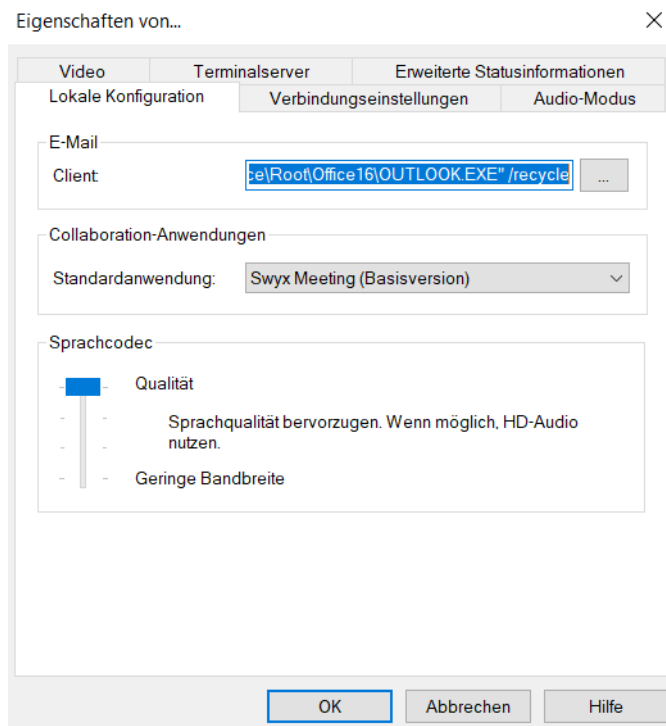 Eigenschaften von...
Video Terminalserver Erweiterte Statusinformationen
Lokale Konfiguration Verbindungseinstellungen Audio-Modus
E-Mail
Client: ce\Root\Office16\OUTLOOK.EXE" /recycle ...
Collaboration-Anwendungen
Standardanwendung: Swyx Meeting (Basisversion)
Sprachcodec
Qualität
Sprachqualität bevorzugen. Wenn möglich, HD-Audio
nutzen.
Geringe Bandbreite
OK Abbrechen Hilfe